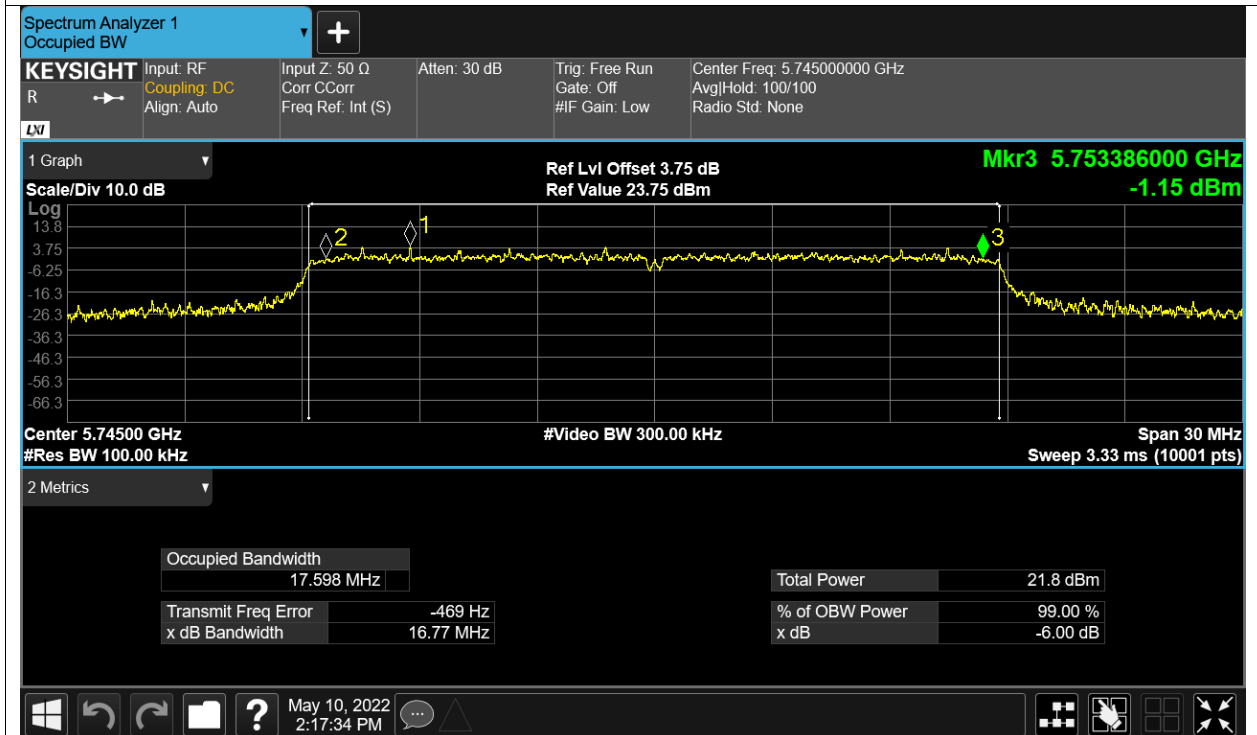 Spectrum Analyzer 1
Occupied BW
KEYSIGHT
R
LXI
Input: RF
Coupling: DC
Align: Auto
Input Z: 50 Ω
Corr CCorr
Freq Ref: Int (S)
Atten: 30 dB
Trig: Free Run
Gate: Off
#IF Gain: Low
Center Freq: 5.745000000 GHz
Avg|Hold: 100/100
Radio Std: None
1 Graph
Scale/Div 10.0 dB
Ref Lvl Offset 3.75 dB
Ref Value 23.75 dBm
Mkr3 5.753386000 GHz
-1.15 dBm
Log
13.8
3.75
-6.25
-16.3
-26.3
-36.3
-46.3
-56.3
-66.3
2
1
3
Center 5.74500 GHz
#Res BW 100.00 kHz
#Video BW 300.00 kHz
Span 30 MHz
Sweep 3.33 ms (10001 pts)
2 Metrics
Occupied Bandwidth
17.598 MHz
Transmit Freq Error -469 Hz
x dB Bandwidth 16.77 MHz
Total Power 21.8 dBm
% of OBW Power 99.00 %
x dB -6.00 dB
?
May 10, 2022
2:17:34 PM